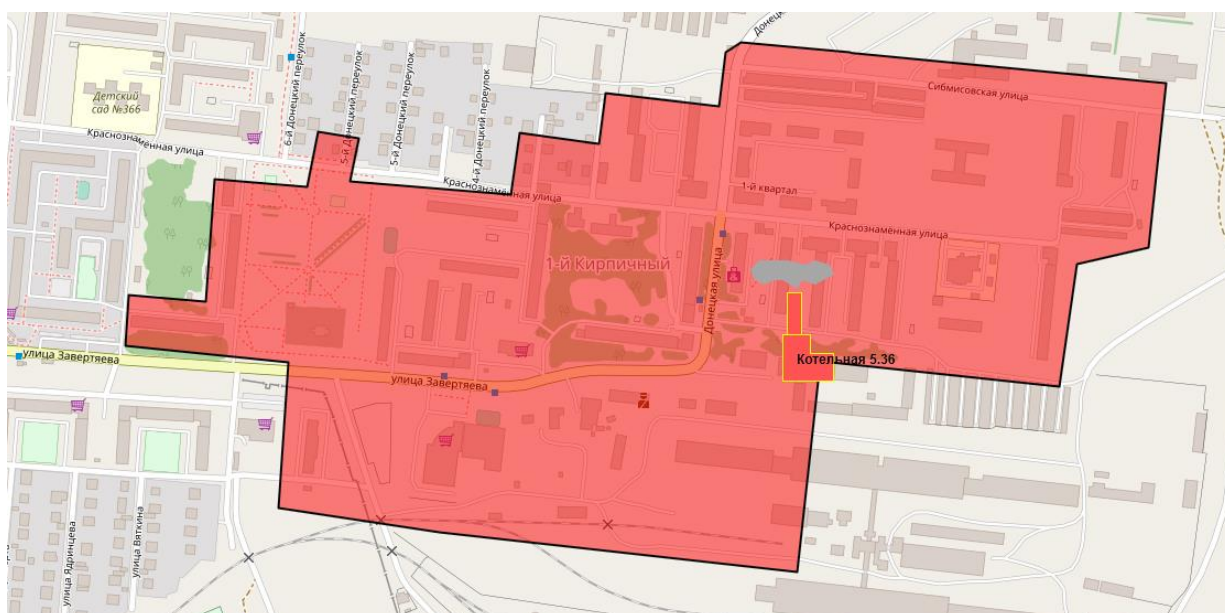 Донецкая улица
6-й Донецкий переулок
5-й Донецкий переулок
5-й Донецкий переулок
4-й Донецкий переулок
Детский
сад №366
Сибмисовская улица
Краснознамённая улица
Краснознамённая улица
1-й квартал
Краснознамённая улица
1-й Кирпичный
Донецкая улица
улица Завертяева
Котельная 5.36
улица Завертяева
улица Ядринцева
улица Вяткина